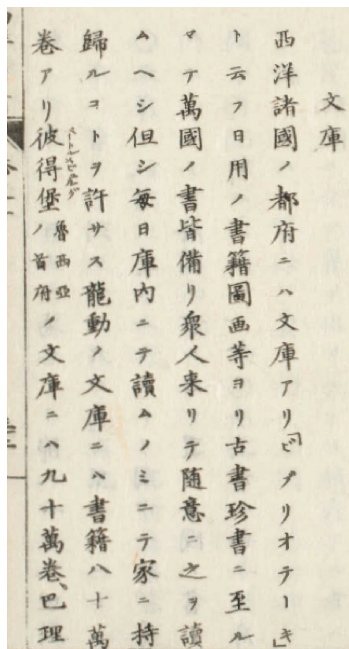 文庫
西洋諸國ノ都府ニハ文庫アリ「ビブリオテーキ」
ト云フ日用ノ書籍圖画等ヨリ古書珍書ニ至ル
マテ萬國ノ書皆備リ衆人来リテ随意ニ之ヲ讀
ムヘシ但シ毎日庫内ニテ讀ムノミニテ家ニ持
歸ルコトヲ許サス龍動ノ文庫ニハ書籍八十萬
卷アリ彼得堡魯西亞ノ首府ノ文庫ニハ九十萬卷、巴理